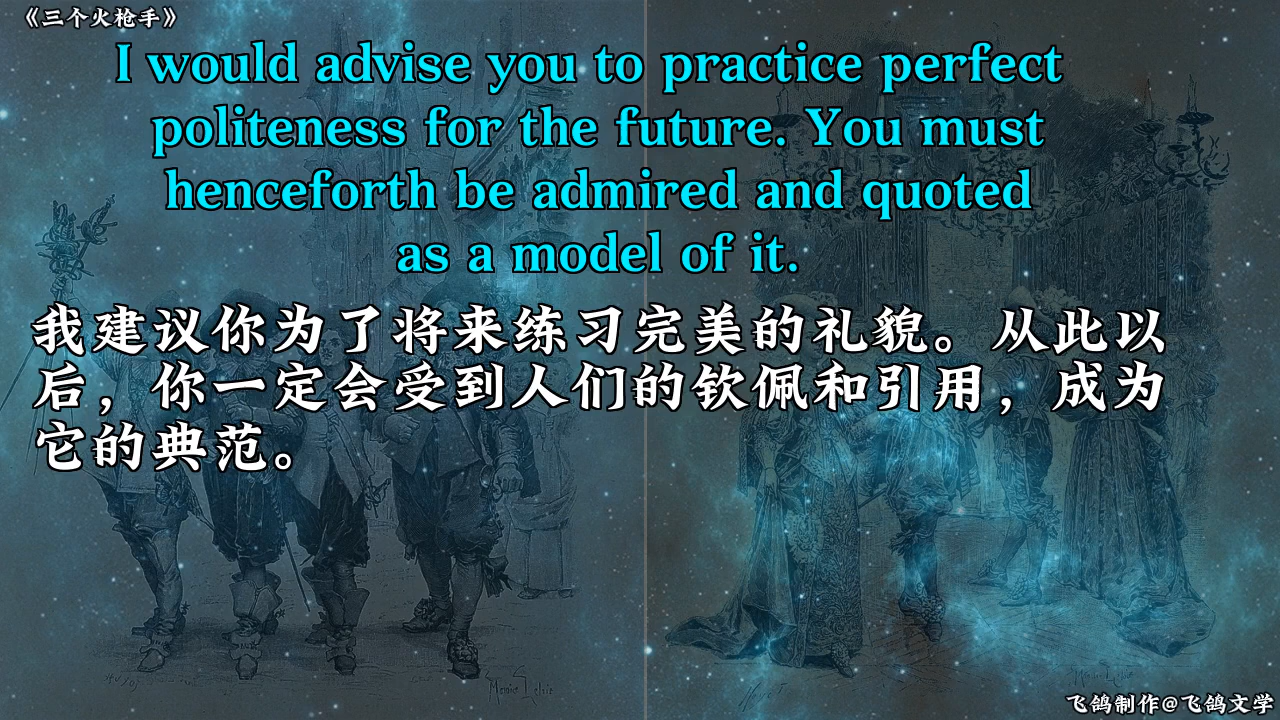 《三个火枪手》
I would advise you to practice perfect
politeness for the future. You must
henceforth be admired and quoted
as a model of it.
我建议你为了将来练习完美的礼貌。从此以
后，你一定会受到人们的钦佩和引用，成为
它的典范。
飞鸽制作@飞鸽文学